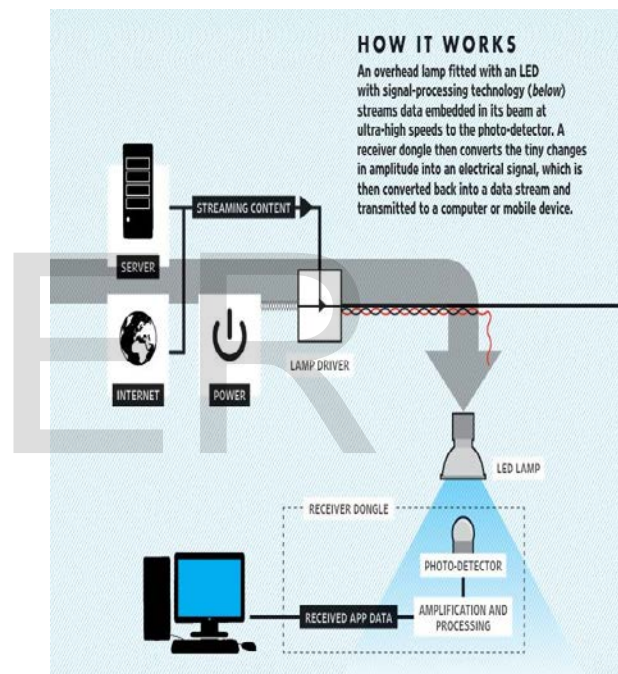 HOW IT WORKS
An overhead lamp fitted with an LED
with signal-processing technology (below)
streams data embedded in its beam at
ultra-high speeds to the photo-detector. A
receiver dongle then converts the tiny changes
in amplitude into an electrical signal, which is
then converted back into a data stream and
transmitted to a computer or mobile device.
STREAMING CONTENT
SERVER
INTERNET
POWER
LAMP DRIVER
LED LAMP
RECEIVER DONGLE
PHOTO-DETECTOR
RECEIVED APP DATA
AMPLIFICATION AND
PROCESSING
ER